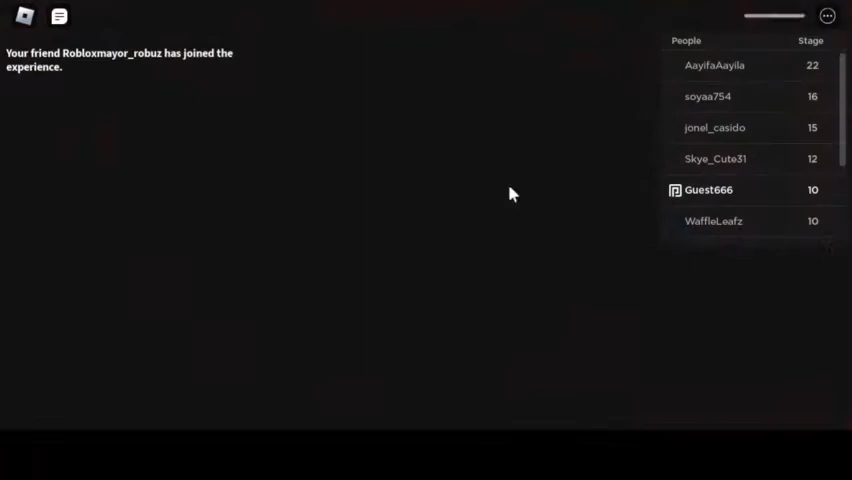 Your friend Robloxmayor_robuz has joined the
experience.
People Stage
AayifaAayila 22
soyaa754 16
jonel_casido 15
Skye_Cute31 12
Guest666 10
WaffleLeafz 10